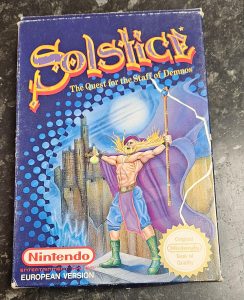 Solstice
The Quest for the Staff of Demnos
Nintendo
ENTERTAINMENT SYSTEM
EUROPEAN VERSION
Original
Nintendo
Seal of
Quality